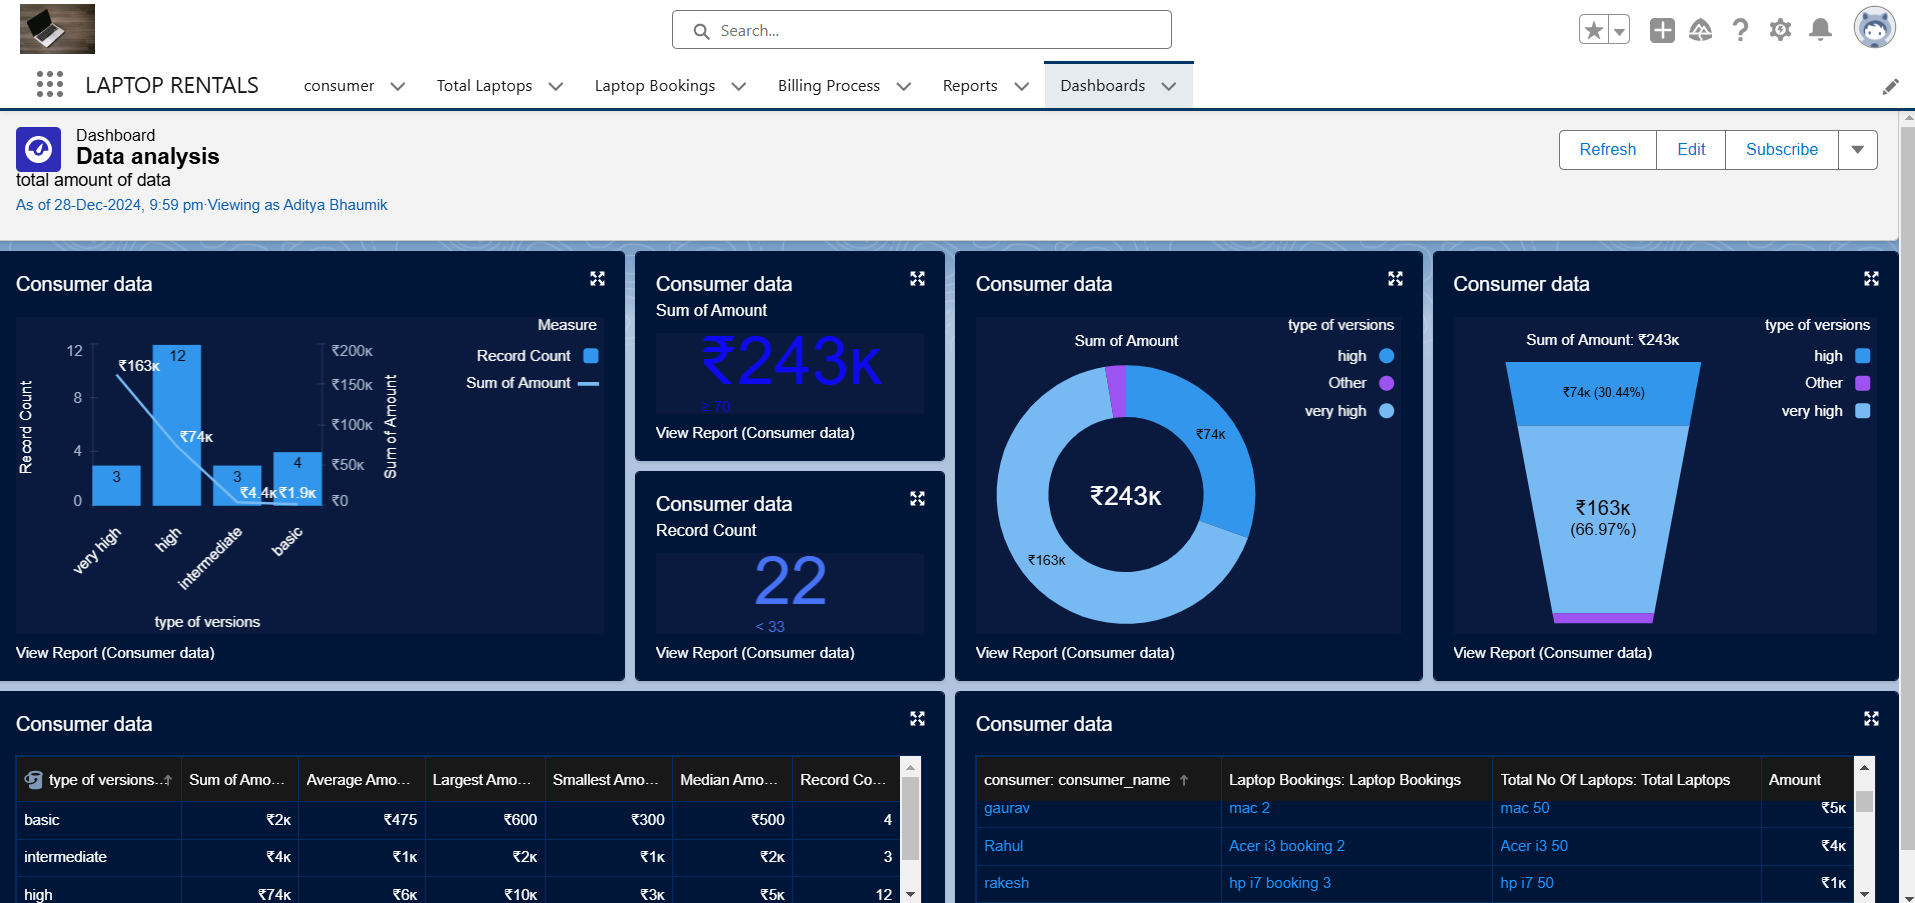 Search...
LAPTOP RENTALS
consumer
Total Laptops
Laptop Bookings
Billing Process
Reports
Dashboards
Dashboard
Data analysis
total amount of data
As of 28-Dec-2024, 9:59 pm·Viewing as Aditya Bhaumik
Refresh
Edit
Subscribe
Consumer data
Measure
Record Count
Sum of Amount
Record Count
12
8
4
0
₹163K
12
₹74K
3
3
₹4.4K
4
₹1.9K
₹200K
₹150K
₹100K
₹50K
₹0
Sum of Amount
very high
high
intermediate
basic
type of versions
View Report (Consumer data)
Consumer data
Sum of Amount
₹243K
≥ 70
View Report (Consumer data)
Consumer data
Record Count
22
< 33
View Report (Consumer data)
Consumer data
Sum of Amount
type of versions
high
Other
very high
₹74K
₹243K
₹163K
View Report (Consumer data)
Consumer data
Sum of Amount: ₹243K
type of versions
high
Other
very high
₹74K (30.44%)
₹163K
(66.97%)
View Report (Consumer data)
Consumer data
type of versions... Sum of Amo... Average Amo... Largest Amo... Smallest Amo... Median Amo... Record Co...
basic ₹2K ₹475 ₹600 ₹300 ₹500 4
intermediate ₹4K ₹1K ₹2K ₹1K ₹2K 3
high ₹74K ₹6K ₹10K ₹3K ₹5K 12
Consumer data
consumer: consumer_name Laptop Bookings: Laptop Bookings Total No Of Laptops: Total Laptops Amount
gaurav mac 2 mac 50 ₹5K
Rahul Acer i3 booking 2 Acer i3 50 ₹4K
rakesh hp i7 booking 3 hp i7 50 ₹1K